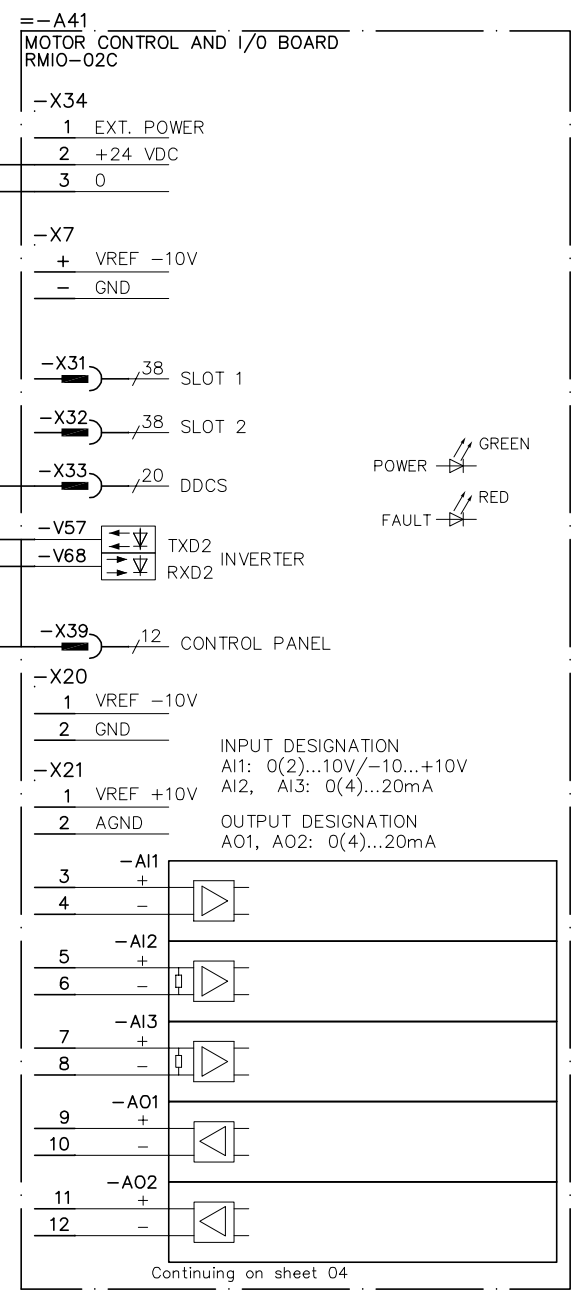 =-A41
MOTOR CONTROL AND I/0 BOARD
RMIO-02C
-X34
1 EXT. POWER
2 +24 VDC
3 0
-X7
+ VREF -10V
- GND
-X31 38 SLOT 1
-X32 38 SLOT 2
-X33 20 DDCS
POWER GREEN
FAULT RED
-V57 TXD2
-V68 RXD2
INVERTER
-X39 12 CONTROL PANEL
-X20
1 VREF -10V
2 GND
INPUT DESIGNATION
AI1: 0(2)...10V/-10...+10V
AI2, AI3: 0(4)...20mA
-X21
1 VREF +10V
2 AGND
OUTPUT DESIGNATION
AO1, AO2: 0(4)...20mA
-AI1
3 +
4 -
-AI2
5 +
6 -
-AI3
7 +
8 -
-AO1
9 +
10 -
-AO2
11 +
12 -
Continuing on sheet 04